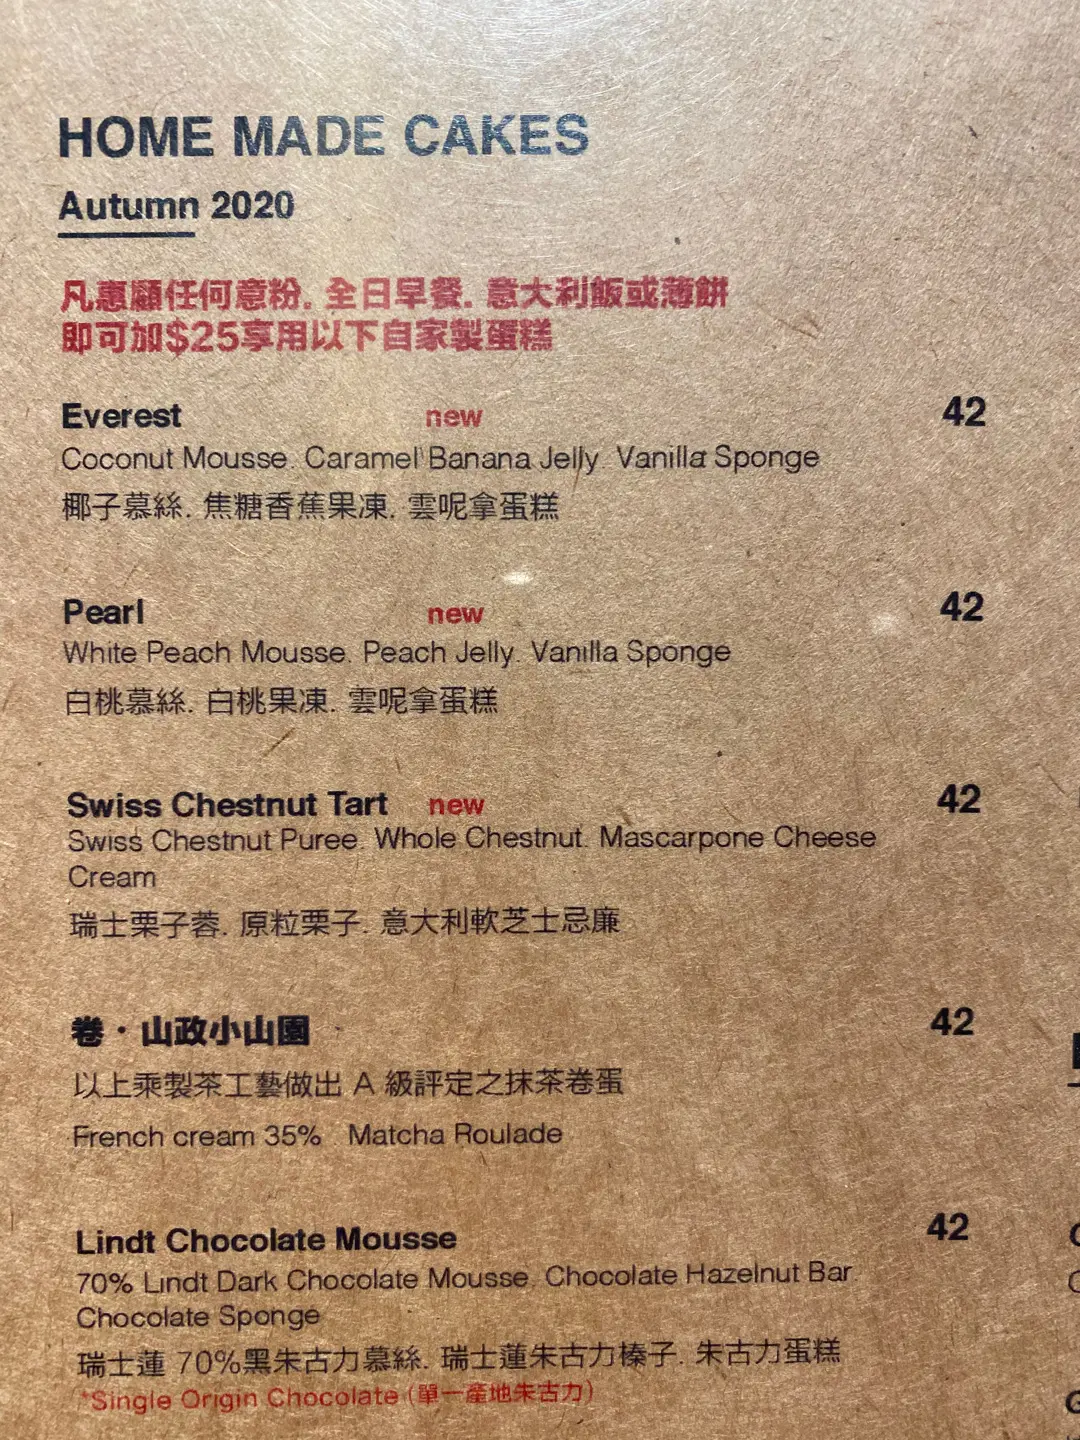 HOME MADE CAKES
Autumn 2020
凡惠顧任何意粉. 全日早餐. 意大利飯或薄餅
即可加$25享用以下自家製蛋糕
Everest new 42
Coconut Mousse. Caramel Banana Jelly. Vanilla Sponge
椰子慕絲. 焦糖香蕉果凍. 雲呢拿蛋糕
Pearl new 42
White Peach Mousse. Peach Jelly. Vanilla Sponge
白桃慕絲. 白桃果凍. 雲呢拿蛋糕
Swiss Chestnut Tart new 42
Swiss Chestnut Puree. Whole Chestnut. Mascarpone Cheese
Cream
瑞士栗子蓉. 原粒栗子. 意大利軟芝士忌廉
卷・山政小山園 42
以上乘製茶工藝做出 A 級評定之抹茶卷蛋
French cream 35% Matcha Roulade
Lindt Chocolate Mousse 42
70% Lindt Dark Chocolate Mousse. Chocolate Hazelnut Bar.
Chocolate Sponge
瑞士蓮 70%黑朱古力慕絲. 瑞士蓮朱古力榛子. 朱古力蛋糕
*Single Origin Chocolate (單一產地朱古力)